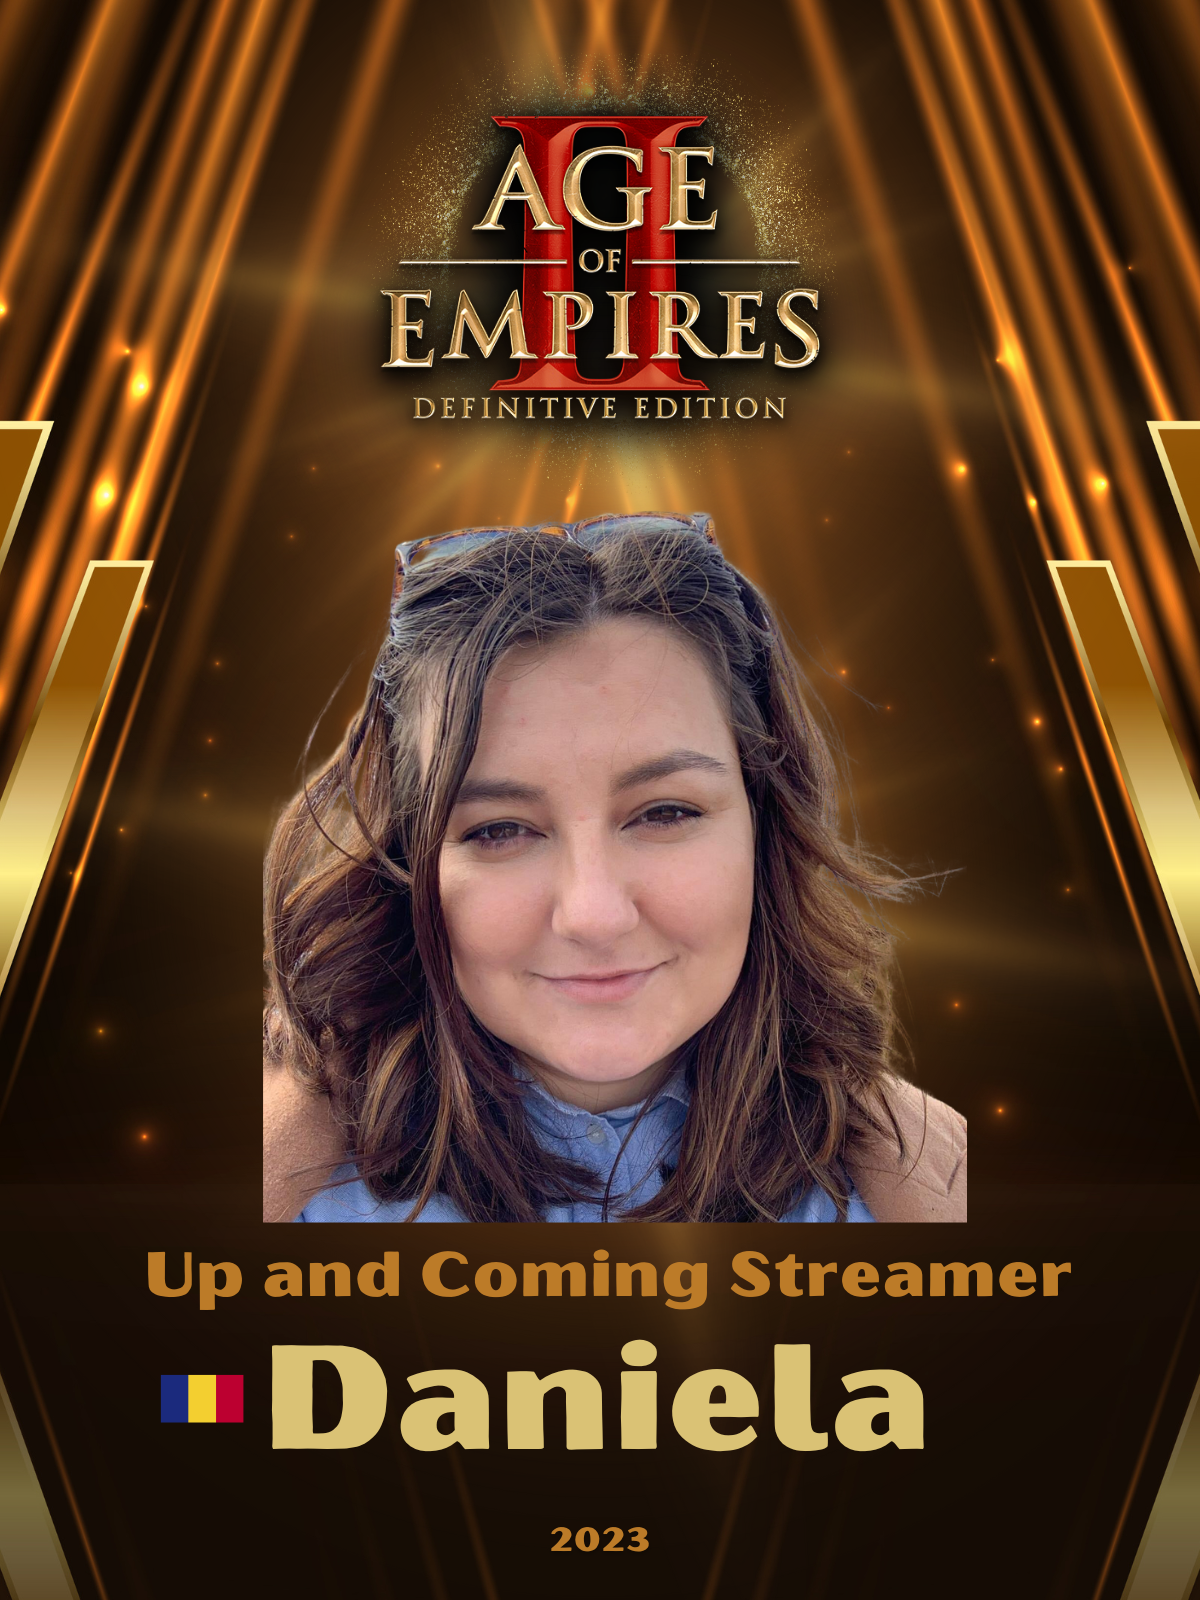 II
AGE
OF
EMPIRES
DEFINITIVE EDITION
Up and Coming Streamer
Daniela
2023